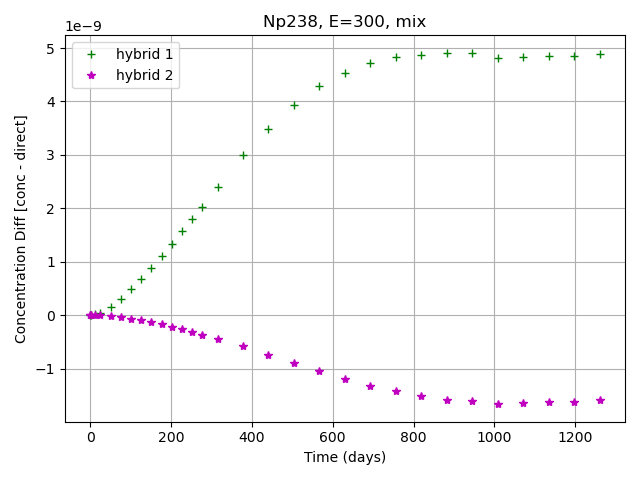 Np238, E=300, mix
1e−9
hybrid 1
hybrid 2
5
4
3
2
1
0
−1
Concentration Diff [conc - direct]
0
200
400
600
800
1000
1200
Time (days)